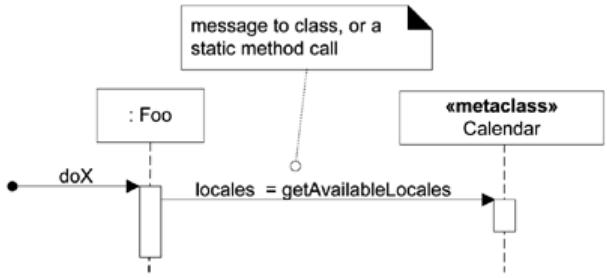 message to class, or a
static method call
: Foo
«metaclass»
Calendar
doX
locales = getAvailableLocales